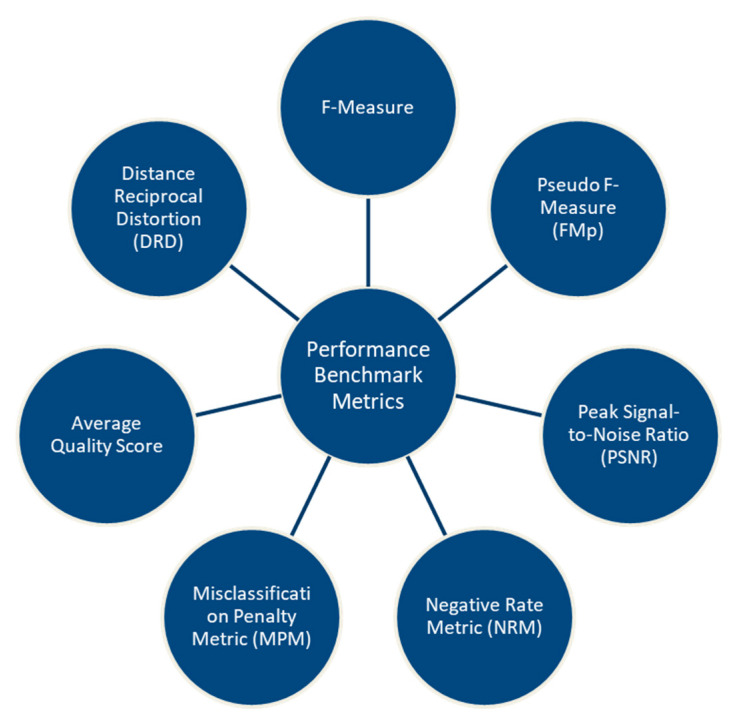 F-Measure
Pseudo F-
Measure
(FMp)
Peak Signal-
to-Noise Ratio
(PSNR)
Negative Rate
Metric (NRM)
Misclassificati
on Penalty
Metric (MPM)
Average
Quality Score
Distance
Reciprocal
Distortion
(DRD)
Performance
Benchmark
Metrics